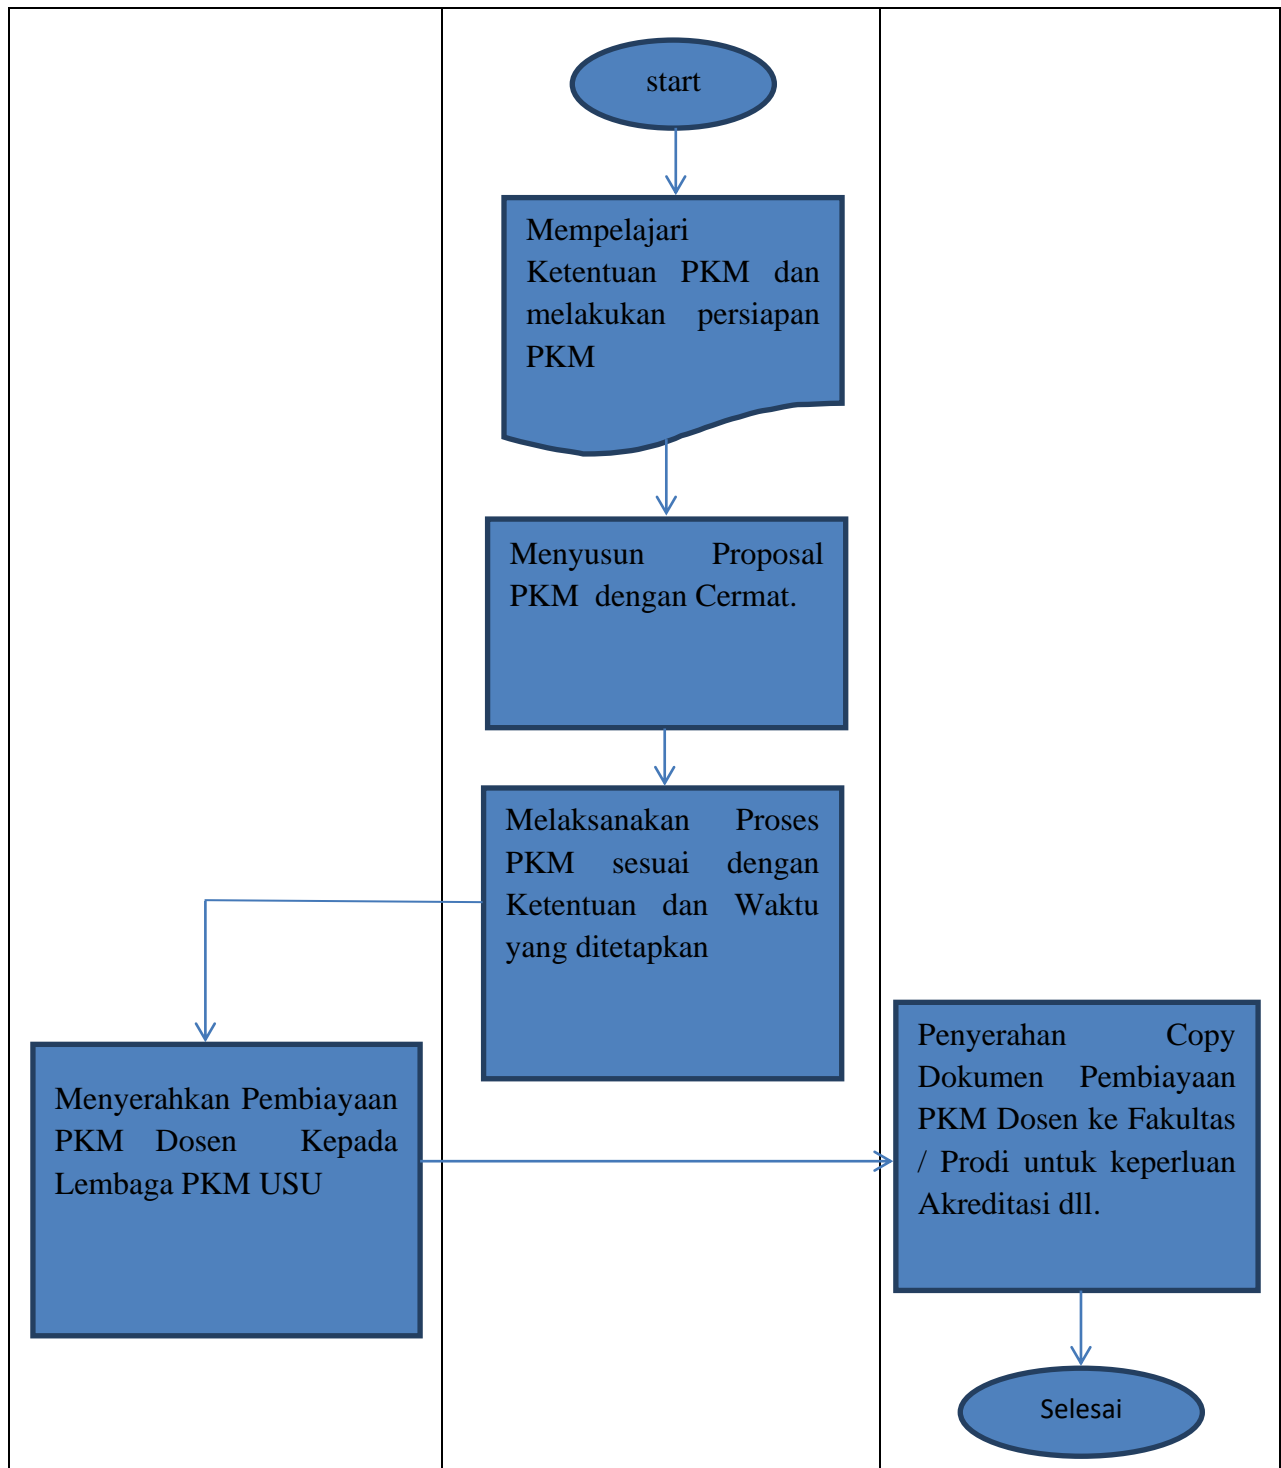 start
Mempelajari
Ketentuan PKM dan
melakukan persiapan
PKM
Menyusun Proposal
PKM dengan Cermat.
Melaksanakan Proses
PKM sesuai dengan
Ketentuan dan Waktu
yang ditetapkan
Menyerahkan Pembiayaan
PKM Dosen Kepada
Lembaga PKM USU
Penyerahan Copy
Dokumen Pembiayaan
PKM Dosen ke Fakultas
/ Prodi untuk keperluan
Akreditasi dll.
Selesai